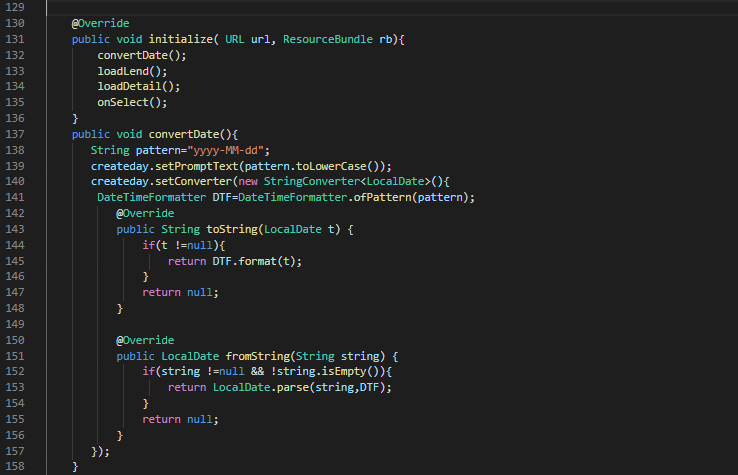 129
130 @Override
131 public void initialize( URL url, ResourceBundle rb){
132 convertDate();
133 loadLend();
134 loadDetail();
135 onSelect();
136 }
137 public void convertDate(){
138 String pattern="yyyy-MM-dd";
139 createday.setPromptText(pattern.toLowerCase());
140 createday.setConverter(new StringConverter<LocalDate>(){
141 DateTimeFormatter DTF=DateTimeFormatter.ofPattern(pattern);
142 @Override
143 public String toString(LocalDate t) {
144 if(t !=null){
145 return DTF.format(t);
146 }
147 return null;
148 }
149
150 @Override
151 public LocalDate fromString(String string) {
152 if(string !=null && !string.isEmpty()){
153 return LocalDate.parse(string,DTF);
154 }
155 return null;
156 }
157 });
158 }